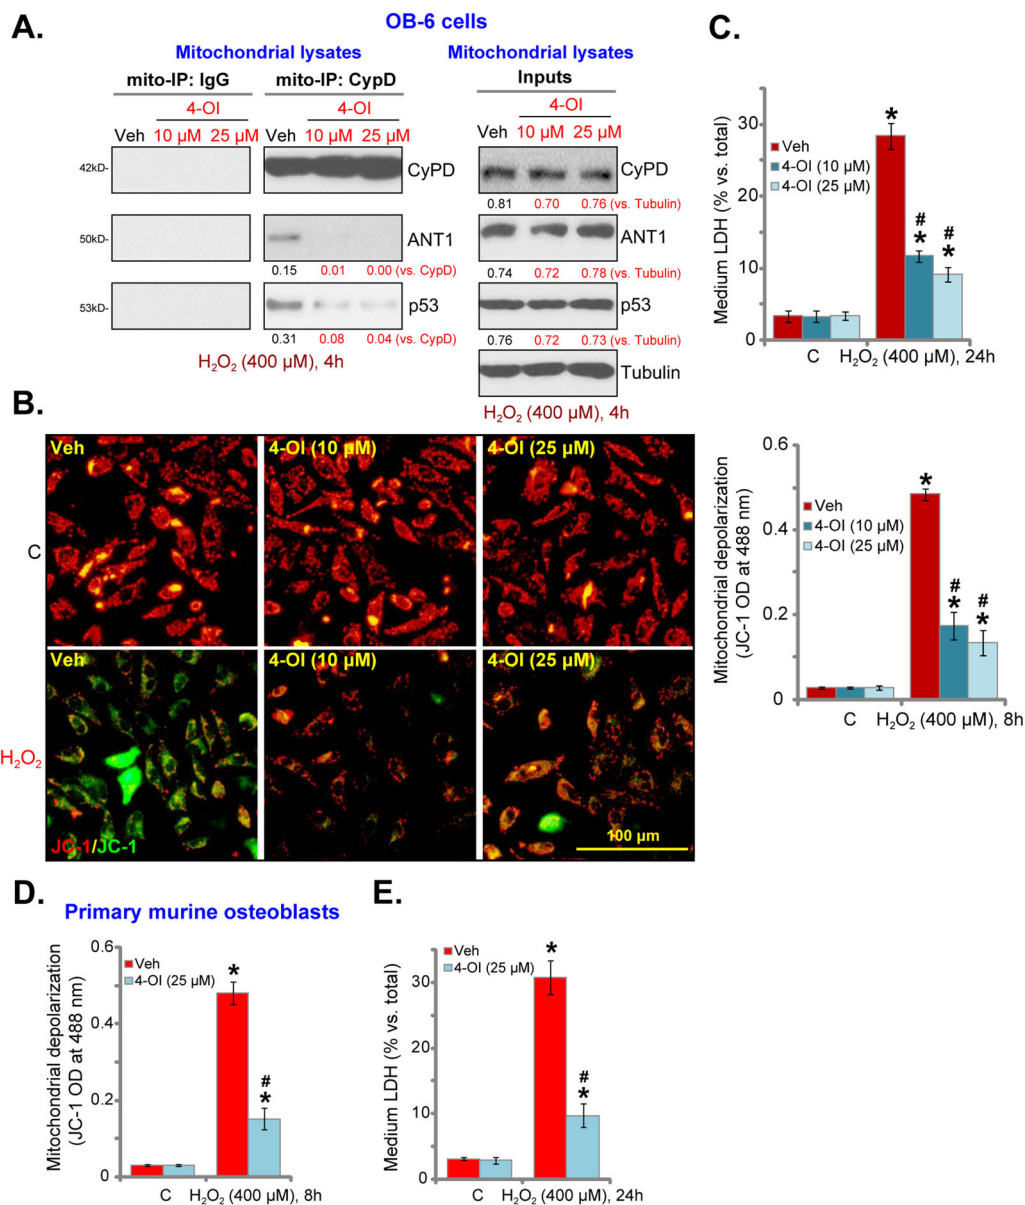 A.
OB-6 cells
Mitochondrial lysates
mito-IP: IgG
mito-IP: CypD
4-OI
4-OI
Veh 10 µM 25 µM Veh 10 µM 25 µM
42kD-
CyPD
50kD-
ANT1
0.15 0.01 0.00 (vs. CypD)
53kD-
p53
0.31 0.08 0.04 (vs. CypD)
H₂O₂ (400 µM), 4h
Mitochondrial lysates
Inputs
4-OI
Veh 10 µM 25 µM
CyPD
0.81 0.70 0.76 (vs. Tubulin)
ANT1
0.74 0.72 0.78 (vs. Tubulin)
p53
0.76 0.72 0.73 (vs. Tubulin)
Tubulin
H₂O₂ (400 µM), 4h
C.
Medium LDH (% vs. total)
30
20
10
0
Veh
4-OI (10 µM)
4-OI (25 µM)
*
#
*
#
*
C H₂O₂ (400 µM), 24h
B.
Veh 4-OI (10 µM) 4-OI (25 µM)
C
Veh 4-OI (10 µM) 4-OI (25 µM)
H₂O₂
JC-1/JC-1
100 µm
Mitochondrial depolarization
(JC-1 OD at 488 nm)
0.6
0.4
0.2
0
Veh
4-OI (10 µM)
4-OI (25 µM)
*
#
*
#
*
C H₂O₂ (400 µM), 8h
D.
Primary murine osteoblasts
Mitochondrial depolarization
(JC-1 OD at 488 nm)
0.6
0.4
0.2
0
Veh
4-OI (25 µM)
*
#
*
C H₂O₂ (400 µM), 8h
E.
Medium LDH (% vs. total)
30
20
10
0
Veh
4-OI (25 µM)
*
#
*
C H₂O₂ (400 µM), 24h